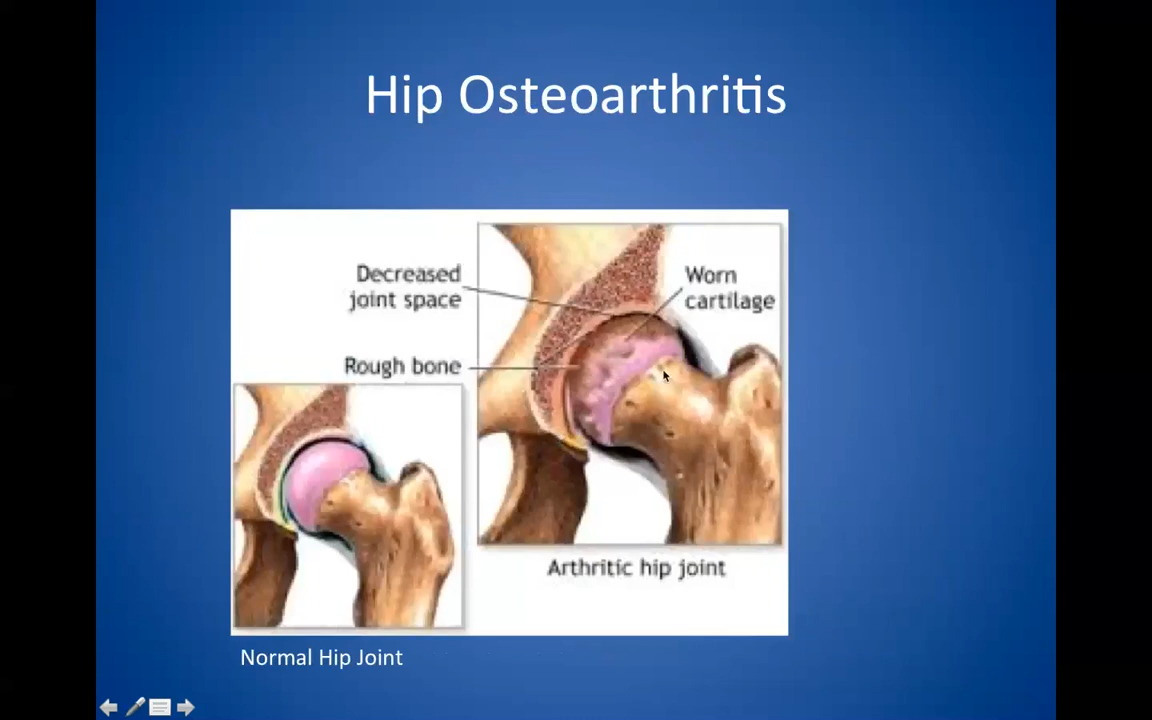 Hip Osteoarthritis
Decreased
joint space
Worn
cartilage
Rough bone
Arthritic hip joint
Normal Hip Joint